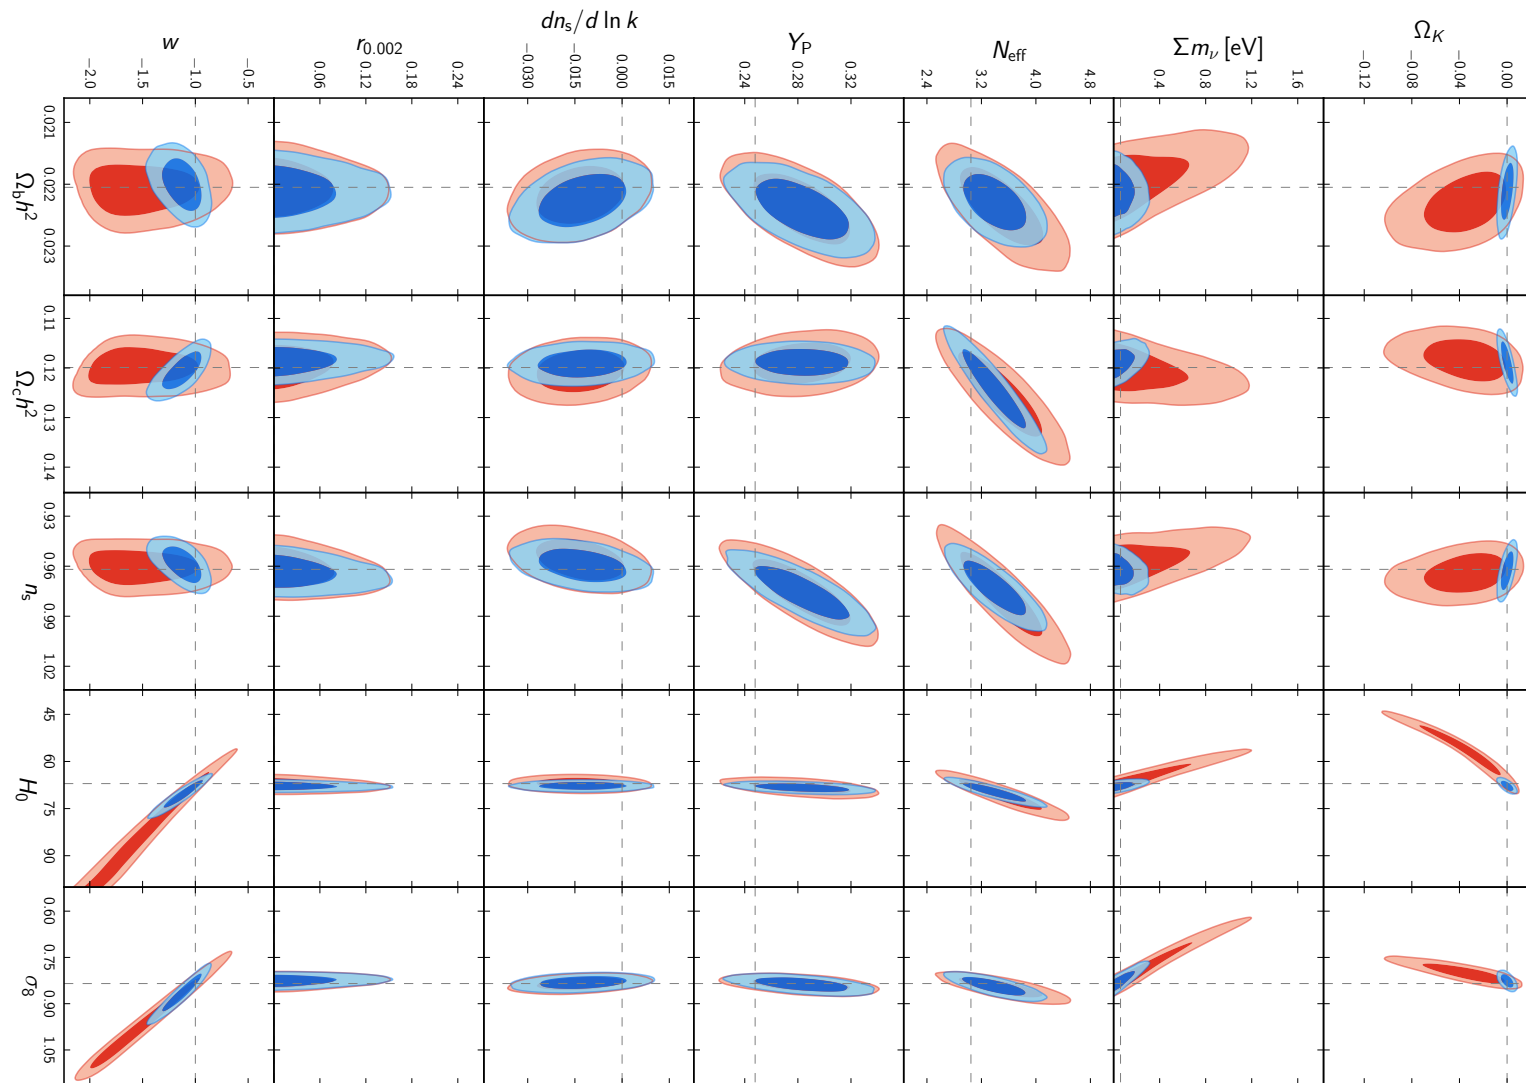 w
r0.002
dns/d ln k
YP
Neff
Σmν [eV]
ΩK
−2.0 −1.5 −1.0 −0.5
0.06 0.12 0.18 0.24
−0.030 −0.015 0.000 0.015
0.24 0.28 0.32
2.4 3.2 4.0 4.8
0.4 0.8 1.2 1.6
−0.12 −0.08 −0.04 0.00
Ωbh²
0.021 0.022 0.023
Ωch²
0.11 0.12 0.13 0.14
ns
0.93 0.96 0.99 1.02
H0
45 60 75 90
σ8
0.60 0.75 0.90 1.05